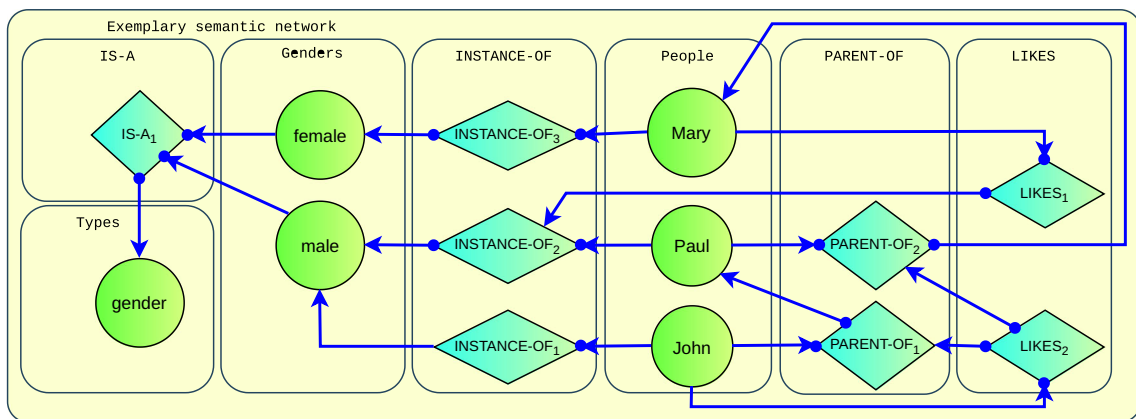 Exemplary semantic network
IS-A
Genders
INSTANCE-OF
People
PARENT-OF
LIKES
IS-A1
female
INSTANCE-OF3
Mary
LIKES1
Types
male
INSTANCE-OF2
Paul
PARENT-OF2
gender
INSTANCE-OF1
John
PARENT-OF1
LIKES2